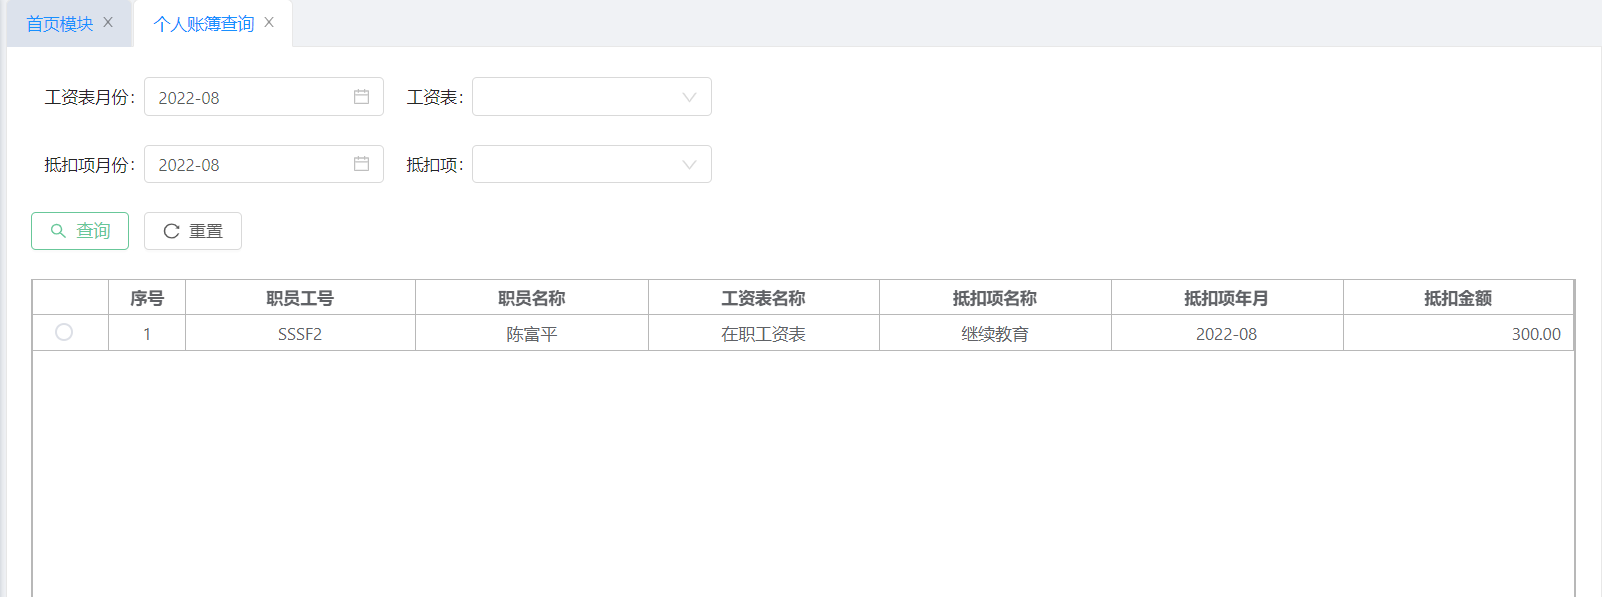 首页模块 个人账簿查询
工资表月份： 2022-08 工资表：
抵扣项月份： 2022-08 抵扣项：
查询 重置
序号 职员工号 职员名称 工资表名称 抵扣项名称 抵扣项年月 抵扣金额
1 SSSF2 陈富平 在职工资表 继续教育 2022-08 300.00